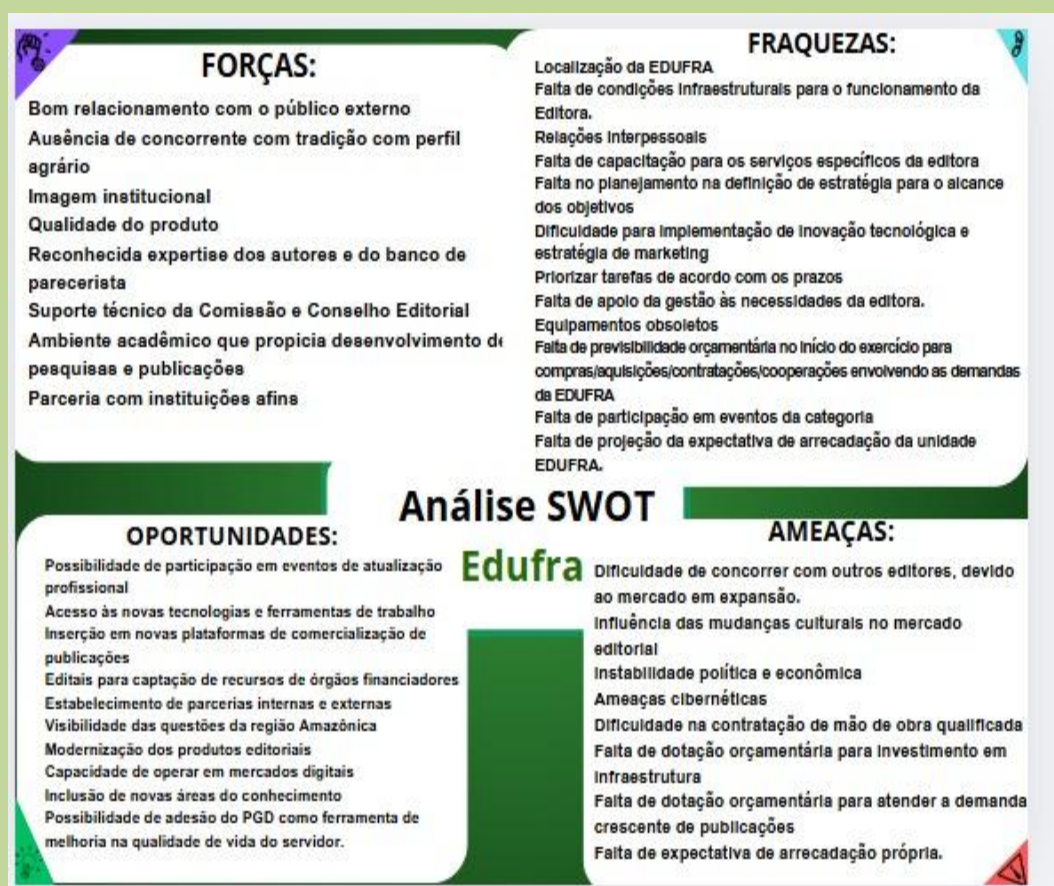 FORÇAS:
Bom relacionamento com o público externo
Ausência de concorrente com tradição com perfil
agrário
Imagem institucional
Qualidade do produto
Reconhecida expertise dos autores e do banco de
parecerista
Suporte técnico da Comissão e Conselho Editorial
Ambiente acadêmico que propicia desenvolvimento de
pesquisas e publicações
Parceria com instituições afins
FRAQUEZAS:
Localização da EDUFRA
Falta de condições infraestruturais para o funcionamento da
Editora.
Relações Interpessoais
Falta de capacitação para os serviços específicos da editora
Falta no planejamento na definição de estratégia para o alcance
dos objetivos
Dificuldade para implementação de inovação tecnológica e
estratégia de marketing
Priorizar tarefas de acordo com os prazos
Falta de apoio da gestão às necessidades da editora.
Equipamentos obsoletos
Falta de previsibilidade orçamentária no início do exercício para
compras/aquisições/contratações/cooperações envolvendo as demandas
da EDUFRA
Falta de participação em eventos da categoria
Falta de projeção da expectativa de arrecadação da unidade
EDUFRA.
Análise SWOT
Edufra
OPORTUNIDADES:
Possibilidade de participação em eventos de atualização
profissional
Acesso às novas tecnologias e ferramentas de trabalho
Inserção em novas plataformas de comercialização de
publicações
Editais para captação de recursos de órgãos financiadores
Estabelecimento de parcerias internas e externas
Visibilidade das questões da região Amazônica
Modernização dos produtos editoriais
Capacidade de operar em mercados digitais
Inclusão de novas áreas do conhecimento
Possibilidade de adesão do PGD como ferramenta de
melhoria na qualidade de vida do servidor.
AMEAÇAS:
Dificuldade de concorrer com outros editores, devido
ao mercado em expansão.
Influência das mudanças culturais no mercado
editorial
Instabilidade política e econômica
Ameaças cibernéticas
Dificuldade na contratação de mão de obra qualificada
Falta de dotação orçamentária para investimento em
infraestrutura
Falta de dotação orçamentária para atender a demanda
crescente de publicações
Falta de expectativa de arrecadação própria.